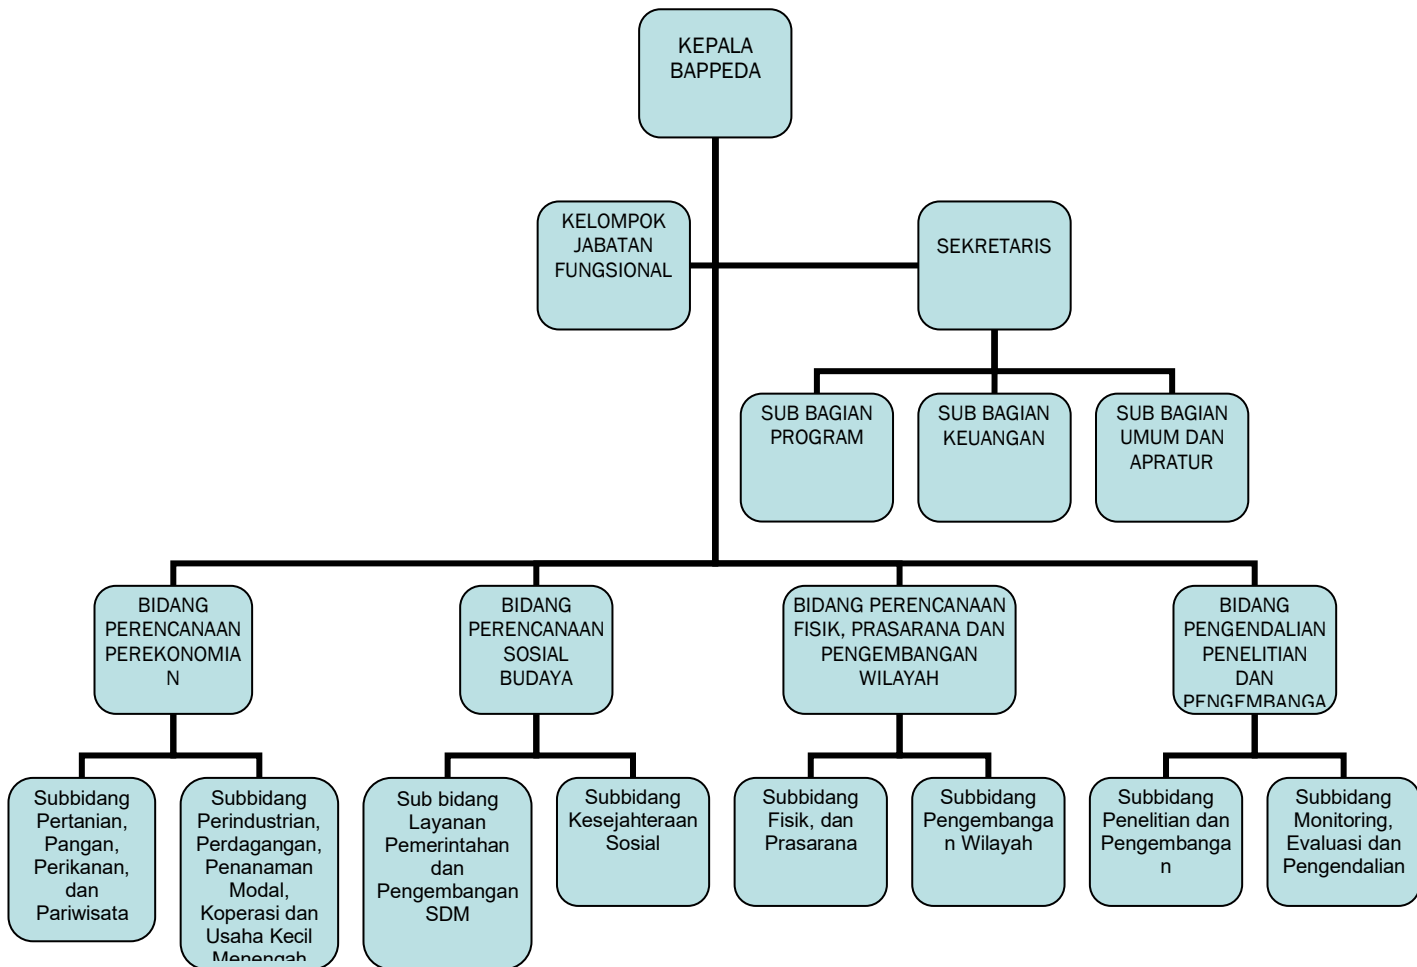 KEPALA
BAPPEDA
KELOMPOK
JABATAN
FUNGSIONAL
SEKRETARIS
SUB BAGIAN
PROGRAM
SUB BAGIAN
KEUANGAN
SUB BAGIAN
UMUM DAN
APRATUR
BIDANG
PERENCANAAN
PEREKONOMIA
N
BIDANG
PERENCANAAN
SOSIAL
BUDAYA
BIDANG PERENCANAAN
FISIK, PRASARANA DAN
PENGEMBANGAN
WILAYAH
BIDANG
PENGENDALIAN
PENELITIAN
DAN
PENGEMBANGA
Subbidang
Pertanian,
Pangan,
Perikanan,
dan
Pariwisata
Subbidang
Perindustrian,
Perdagangan,
Penanaman
Modal,
Koperasi dan
Usaha Kecil
Menengah
Sub bidang
Layanan
Pemerintahan
dan
Pengembangan
SDM
Subbidang
Kesejahteraan
Sosial
Subbidang
Fisik, dan
Prasarana
Subbidang
Pengembanga
n Wilayah
Subbidang
Penelitian dan
Pengembanga
n
Subbidang
Monitoring,
Evaluasi dan
Pengendalian